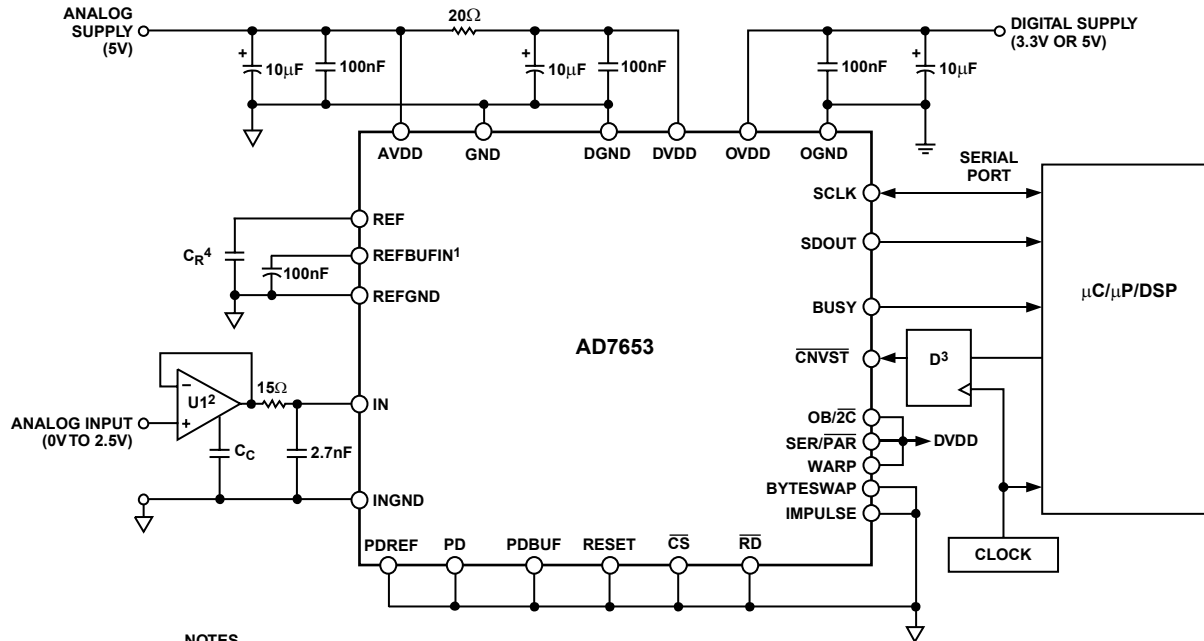 ANALOG
SUPPLY
(5V)
20Ω
DIGITAL SUPPLY
(3.3V OR 5V)
+
10μF
100nF
+
10μF
100nF
100nF
+
10μF
AVDD
GND
DGND
DVDD
OVDD
OGND
SERIAL
PORT
SCLK
REF
SDOUT
CR4
REFBUFIN1
100nF
REFGND
BUSY
μC/μP/DSP
AD7653
CNVST
D3
15Ω
–
U12
+
IN
ANALOG INPUT
(0V TO 2.5V)
CC
2.7nF
OB/2C
SER/PAR
DVDD
WARP
BYTESWAP
INGND
IMPULSE
PDREF
PD
PDBUF
RESET
CS
RD
CLOCK
NOTES